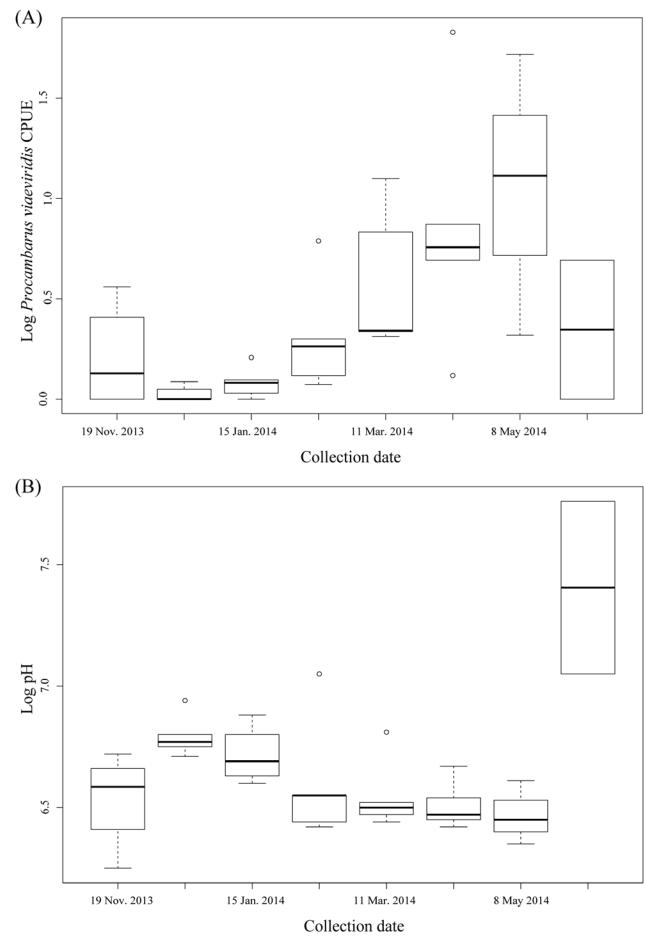 (A)
Log Procambarus viaeviridis CPUE
1.5
1.0
0.5
0.0
19 Nov. 2013 15 Jan. 2014 11 Mar. 2014 8 May 2014
Collection date
(B)
Log pH
7.5
7.0
6.5
19 Nov. 2013 15 Jan. 2014 11 Mar. 2014 8 May 2014
Collection date